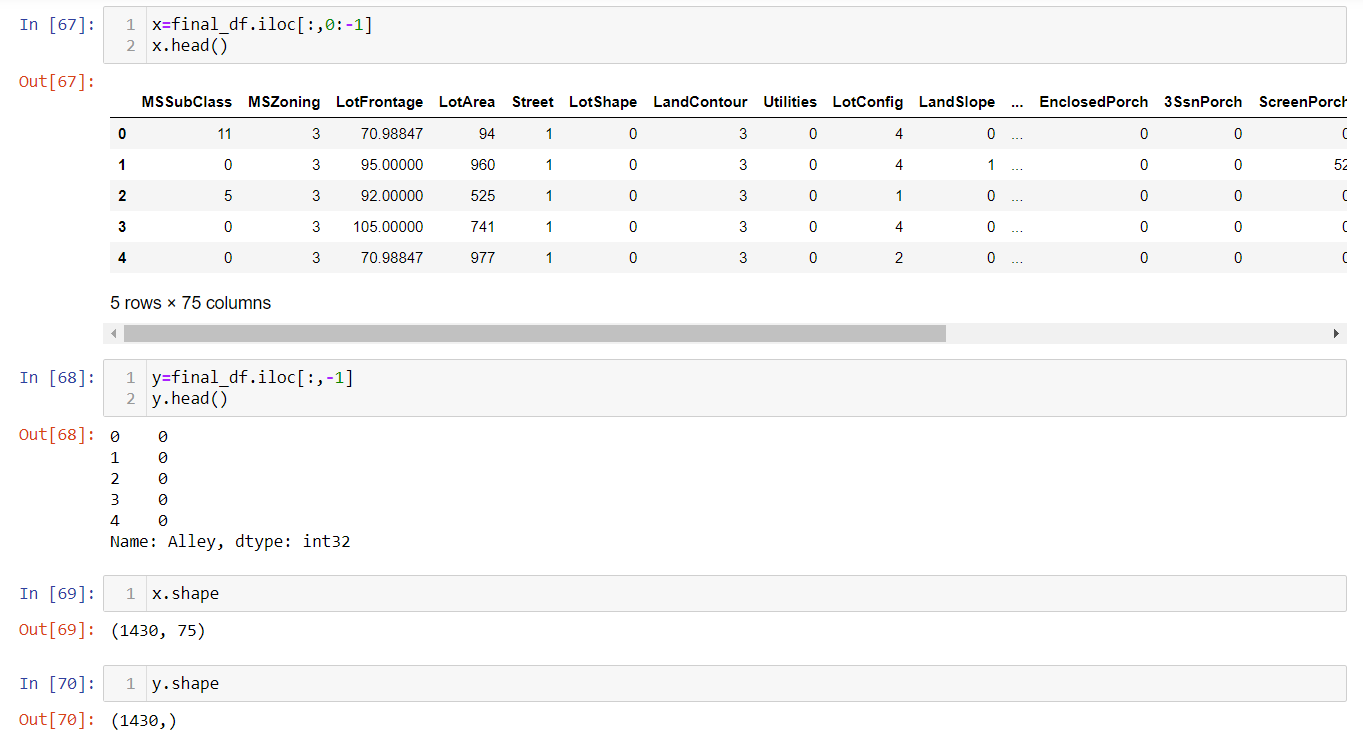 In [67]:
1 x=final_df.iloc[:,0:-1]
2 x.head()
Out[67]:
MSSubClass MSZoning LotFrontage LotArea Street LotShape LandContour Utilities LotConfig LandSlope ... EnclosedPorch 3SsnPorch ScreenPorch
0 11 3 70.98847 94 1 0 3 0 4 0 ... 0 0 0
1 0 3 95.00000 960 1 0 3 0 4 1 ... 0 0 52
2 5 3 92.00000 525 1 0 3 0 1 0 ... 0 0 0
3 0 3 105.00000 741 1 0 3 0 4 0 ... 0 0 0
4 0 3 70.98847 977 1 0 3 0 2 0 ... 0 0 0
5 rows × 75 columns
In [68]:
1 y=final_df.iloc[:,-1]
2 y.head()
Out[68]:
0 0
1 0
2 0
3 0
4 0
Name: Alley, dtype: int32
In [69]:
1 x.shape
Out[69]:
(1430, 75)
In [70]:
1 y.shape
Out[70]:
(1430,)